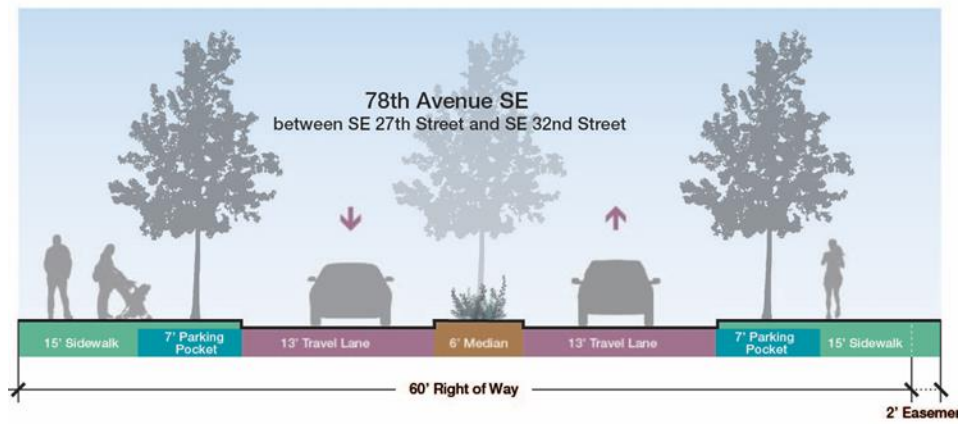 78th Avenue SE
between SE 27th Street and SE 32nd Street
15' Sidewalk
7' Parking
Pocket
13' Travel Lane
6' Median
13' Travel Lane
7' Parking
Pocket
15' Sidewalk
60' Right of Way
2' Easemen